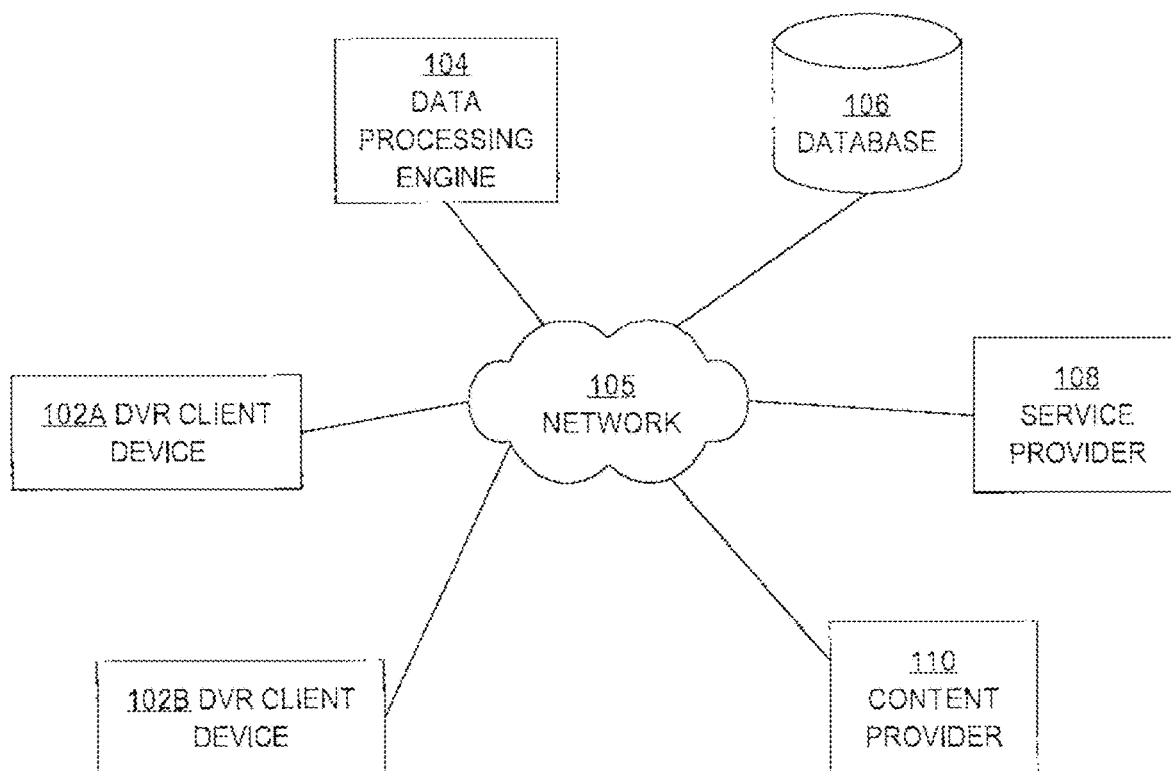 104
DATA
PROCESSING
ENGINE
106
DATABASE
105
NETWORK
102A DVR CLIENT
DEVICE
108
SERVICE
PROVIDER
102B DVR CLIENT
DEVICE
110
CONTENT
PROVIDER